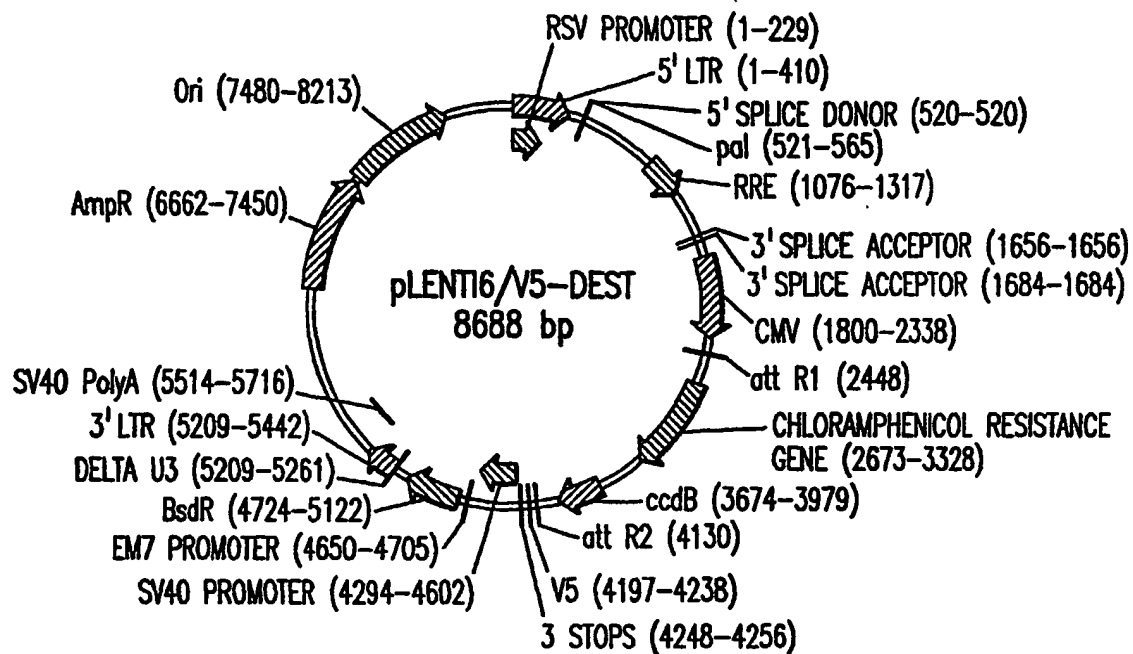 RSV PROMOTER (1-229)
5' LTR (1-410)
5' SPLICE DONOR (520-520)
pal (521-565)
RRE (1076-1317)
3' SPLICE ACCEPTOR (1656-1656)
3' SPLICE ACCEPTOR (1684-1684)
CMV (1800-2338)
att R1 (2448)
CHLORAMPHENICOL RESISTANCE
GENE (2673-3328)
ccdB (3674-3979)
att R2 (4130)
V5 (4197-4238)
3 STOPS (4248-4256)
SV40 PROMOTER (4294-4602)
EM7 PROMOTER (4650-4705)
BsdR (4724-5122)
DELTA U3 (5209-5261)
3' LTR (5209-5442)
SV40 PolyA (5514-5716)
AmpR (6662-7450)
Ori (7480-8213)
pLENTI6/V5-DEST
8688 bp